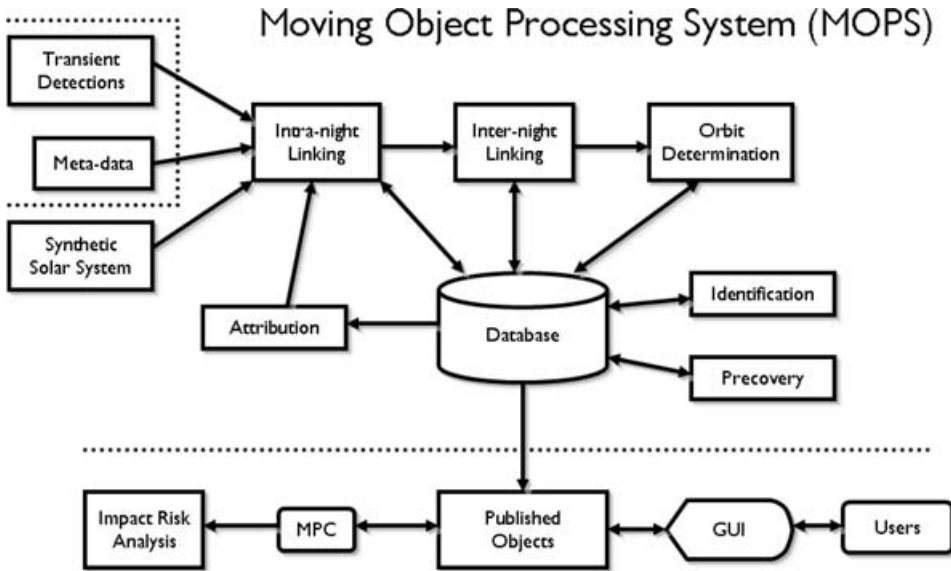 Moving Object Processing System (MOPS)
Transient
Detections
Meta-data
Synthetic
Solar System
Intra-night
Linking
Inter-night
Linking
Orbit
Determination
Attribution
Database
Identification
Precovery
Impact Risk
Analysis
MPC
Published
Objects
GUI
Users